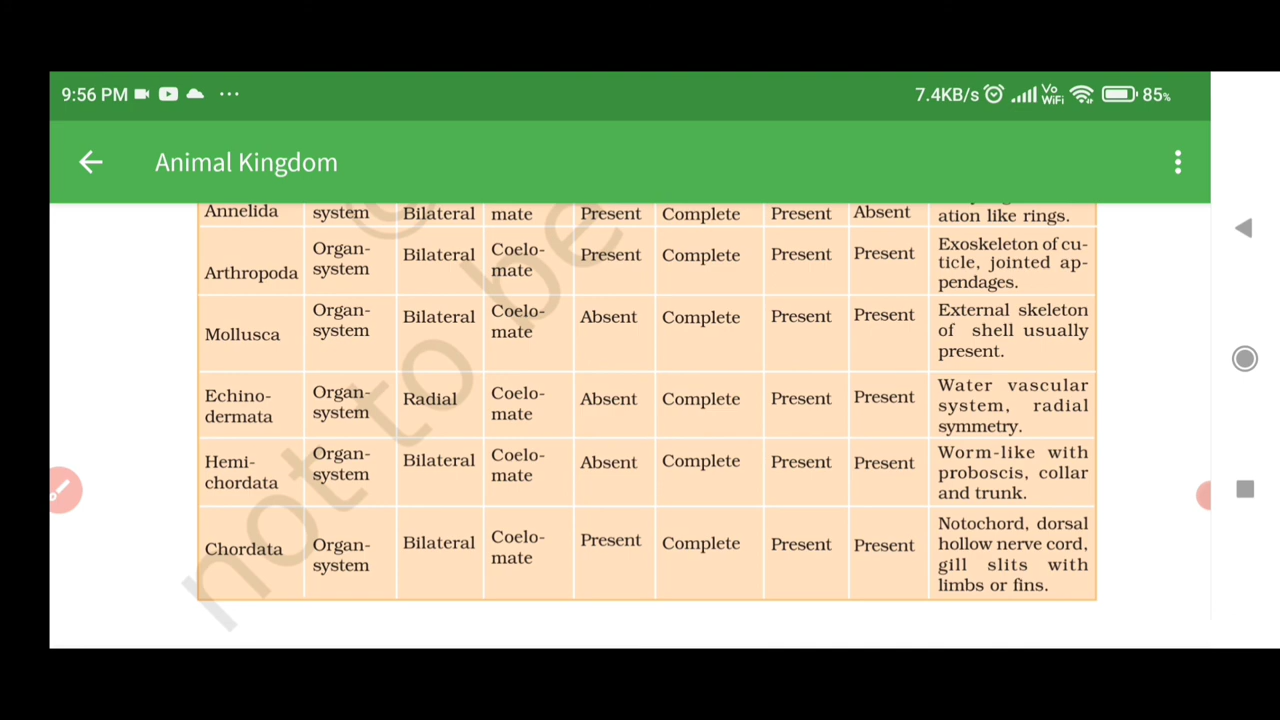 9:56 PM ... 7.4KB/s Vo WiFi 85%
Animal Kingdom
Annelida system Bilateral mate Present Complete Present Absent ation like rings.
Arthropoda Organ- Bilateral Coelo- Present Complete Present Present Exoskeleton of cu-
system mate ticle, jointed ap-
pendages.
Mollusca Organ- Bilateral Coelo- Absent Complete Present Present External skeleton
system mate of shell usually
present.
Echino- Organ- Radial Coelo- Absent Complete Present Present Water vascular
dermata system mate system, radial
symmetry.
Hemi- Organ- Bilateral Coelo- Absent Complete Present Present Worm-like with
chordata system mate proboscis, collar
and trunk.
Chordata Organ- Bilateral Coelo- Present Complete Present Present Notochord, dorsal
system mate hollow nerve cord,
gill slits with
limbs or fins.
© not to be